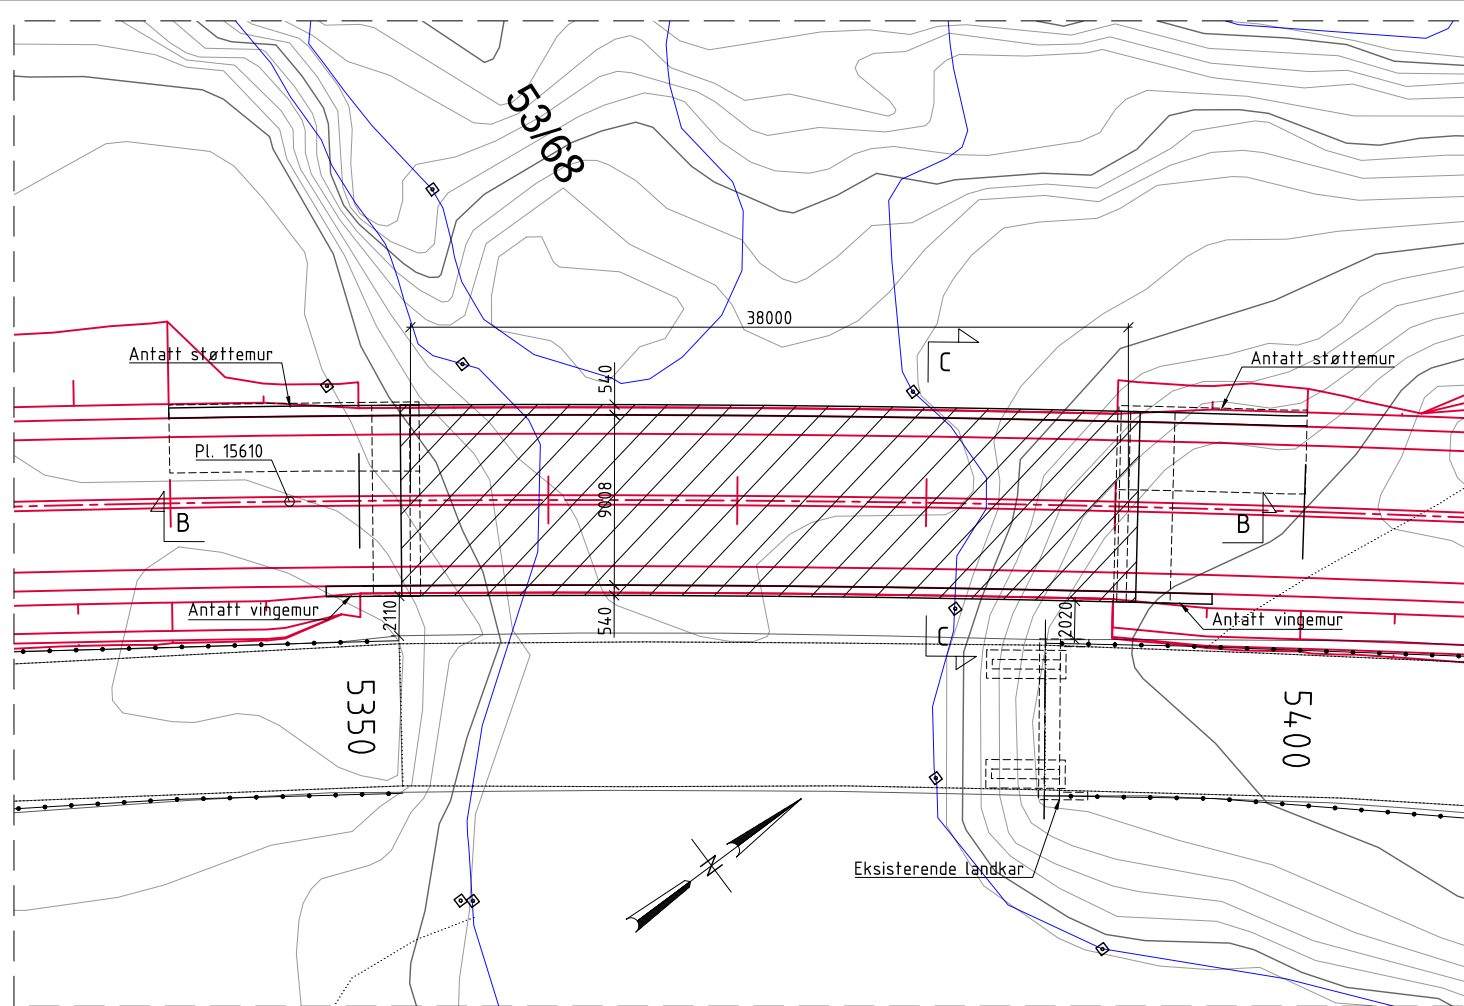 53/68
38000
C
Antatt støttemur
540
Antatt støttemur
Pl. 15610
9008
B
B
Antatt vingemur
2110
540
C
2020
Antatt vingemur
5350
5400
Eksisterende landkar
N